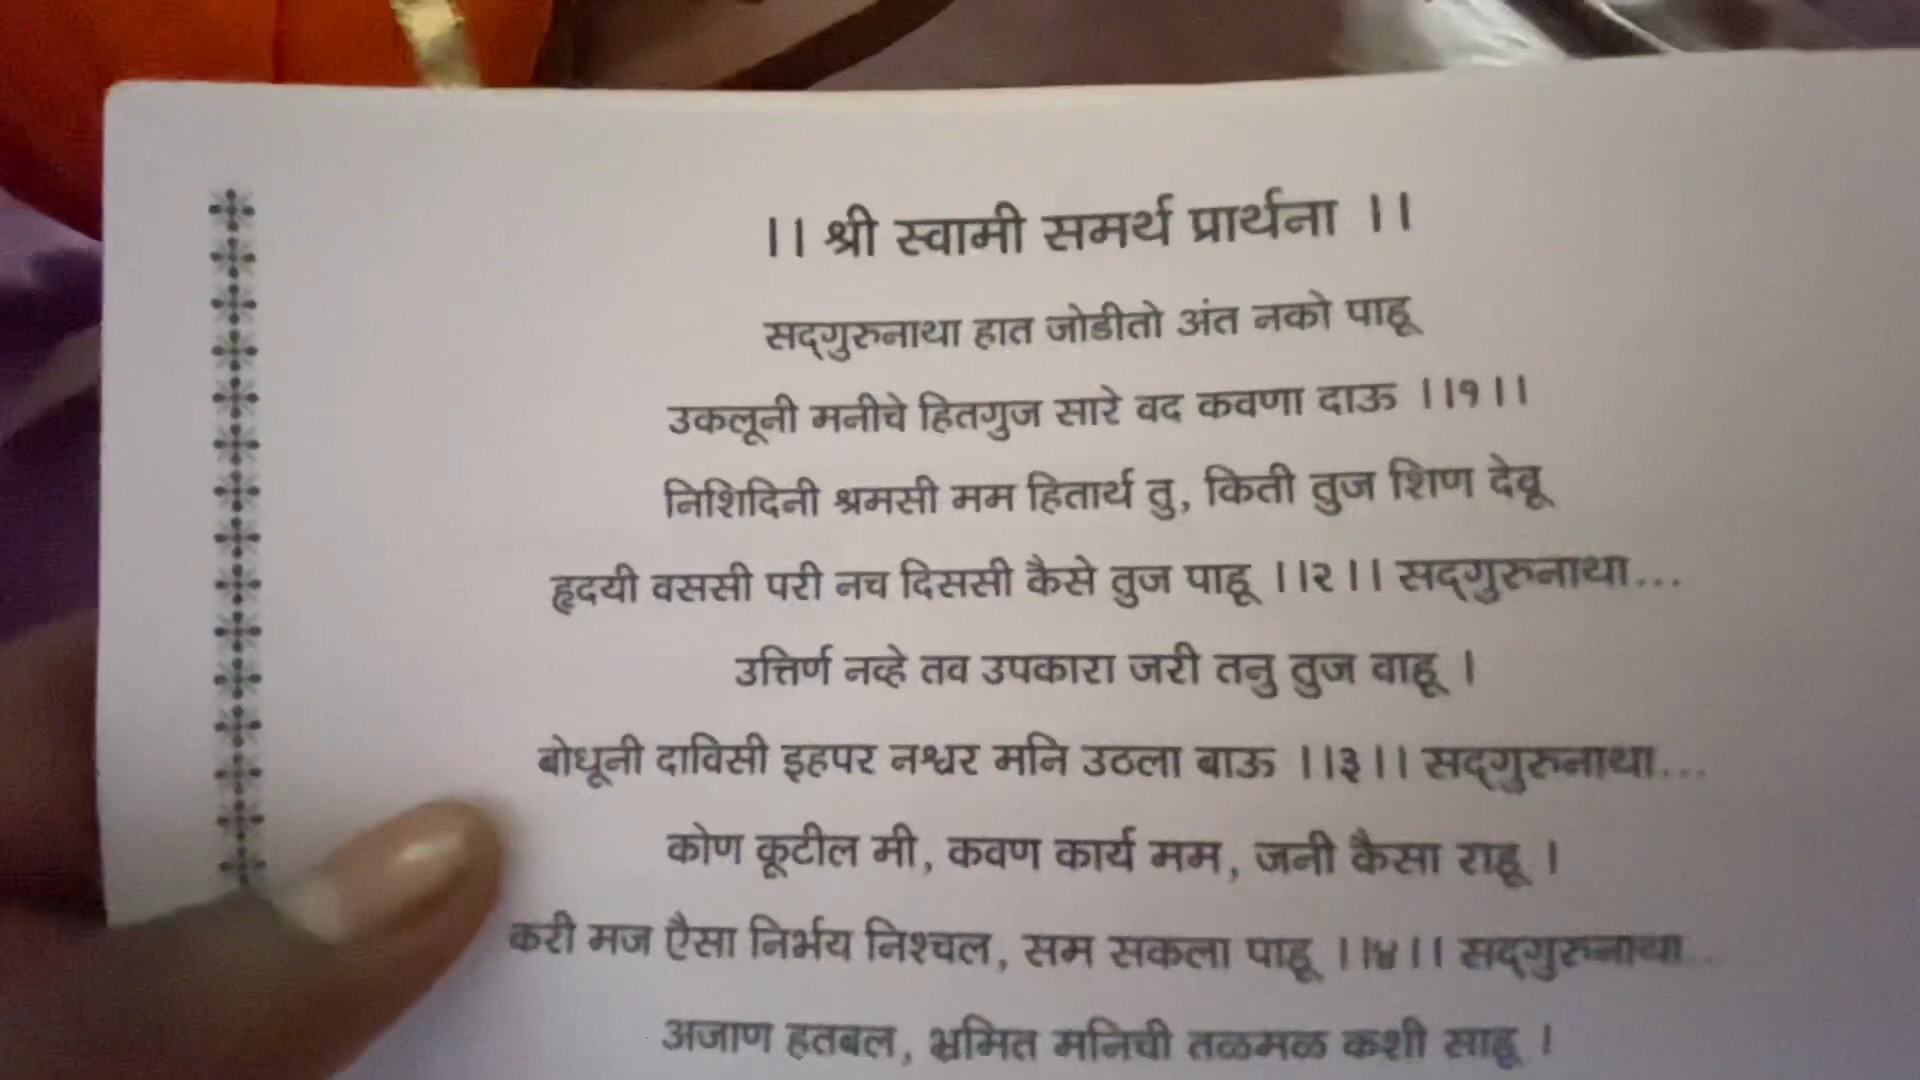 ।। श्री स्वामी समर्थ प्रार्थना ।।
सद्‌गुरुनाथा हात जोडीतो अंत नको पाहू
उकलूनी मनीचे हितगुज सारे वद कवणा दाऊ ।।१।।
निशिदिनी श्रमसी मम हितार्थ तु, किती तुज शिण देवू
हृदयी वससी परी नच दिससी कैसे तुज पाहू ।।२।। सद्‌गुरुनाथा...
उत्तिर्ण नव्हे तव उपकारा जरी तनु तुज वाहू ।
बोधूनी दाविसी इहपर नश्वर मनि उठला बाऊ ।।३।। सद्‌गुरुनाथा...
कोण कूटील मी, कवण कार्य मम, जनी कैसा राहू ।
करी मज ऐसा निर्भय निश्चल, सम सकला पाहू ।।४।। सद्‌गुरुनाथा..
अजाण हतबल, भ्रमित मनिची तळमळ कशी साहू ।